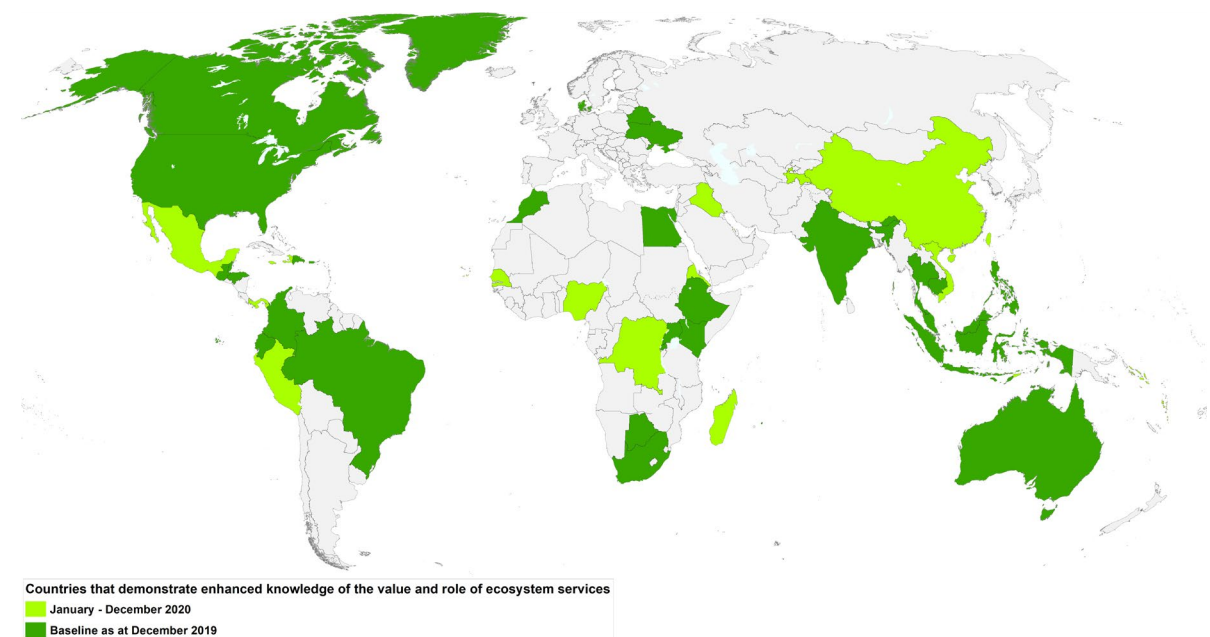 Countries that demonstrate enhanced knowledge of the value and role of ecosystem services
January - December 2020
Baseline as at December 2019